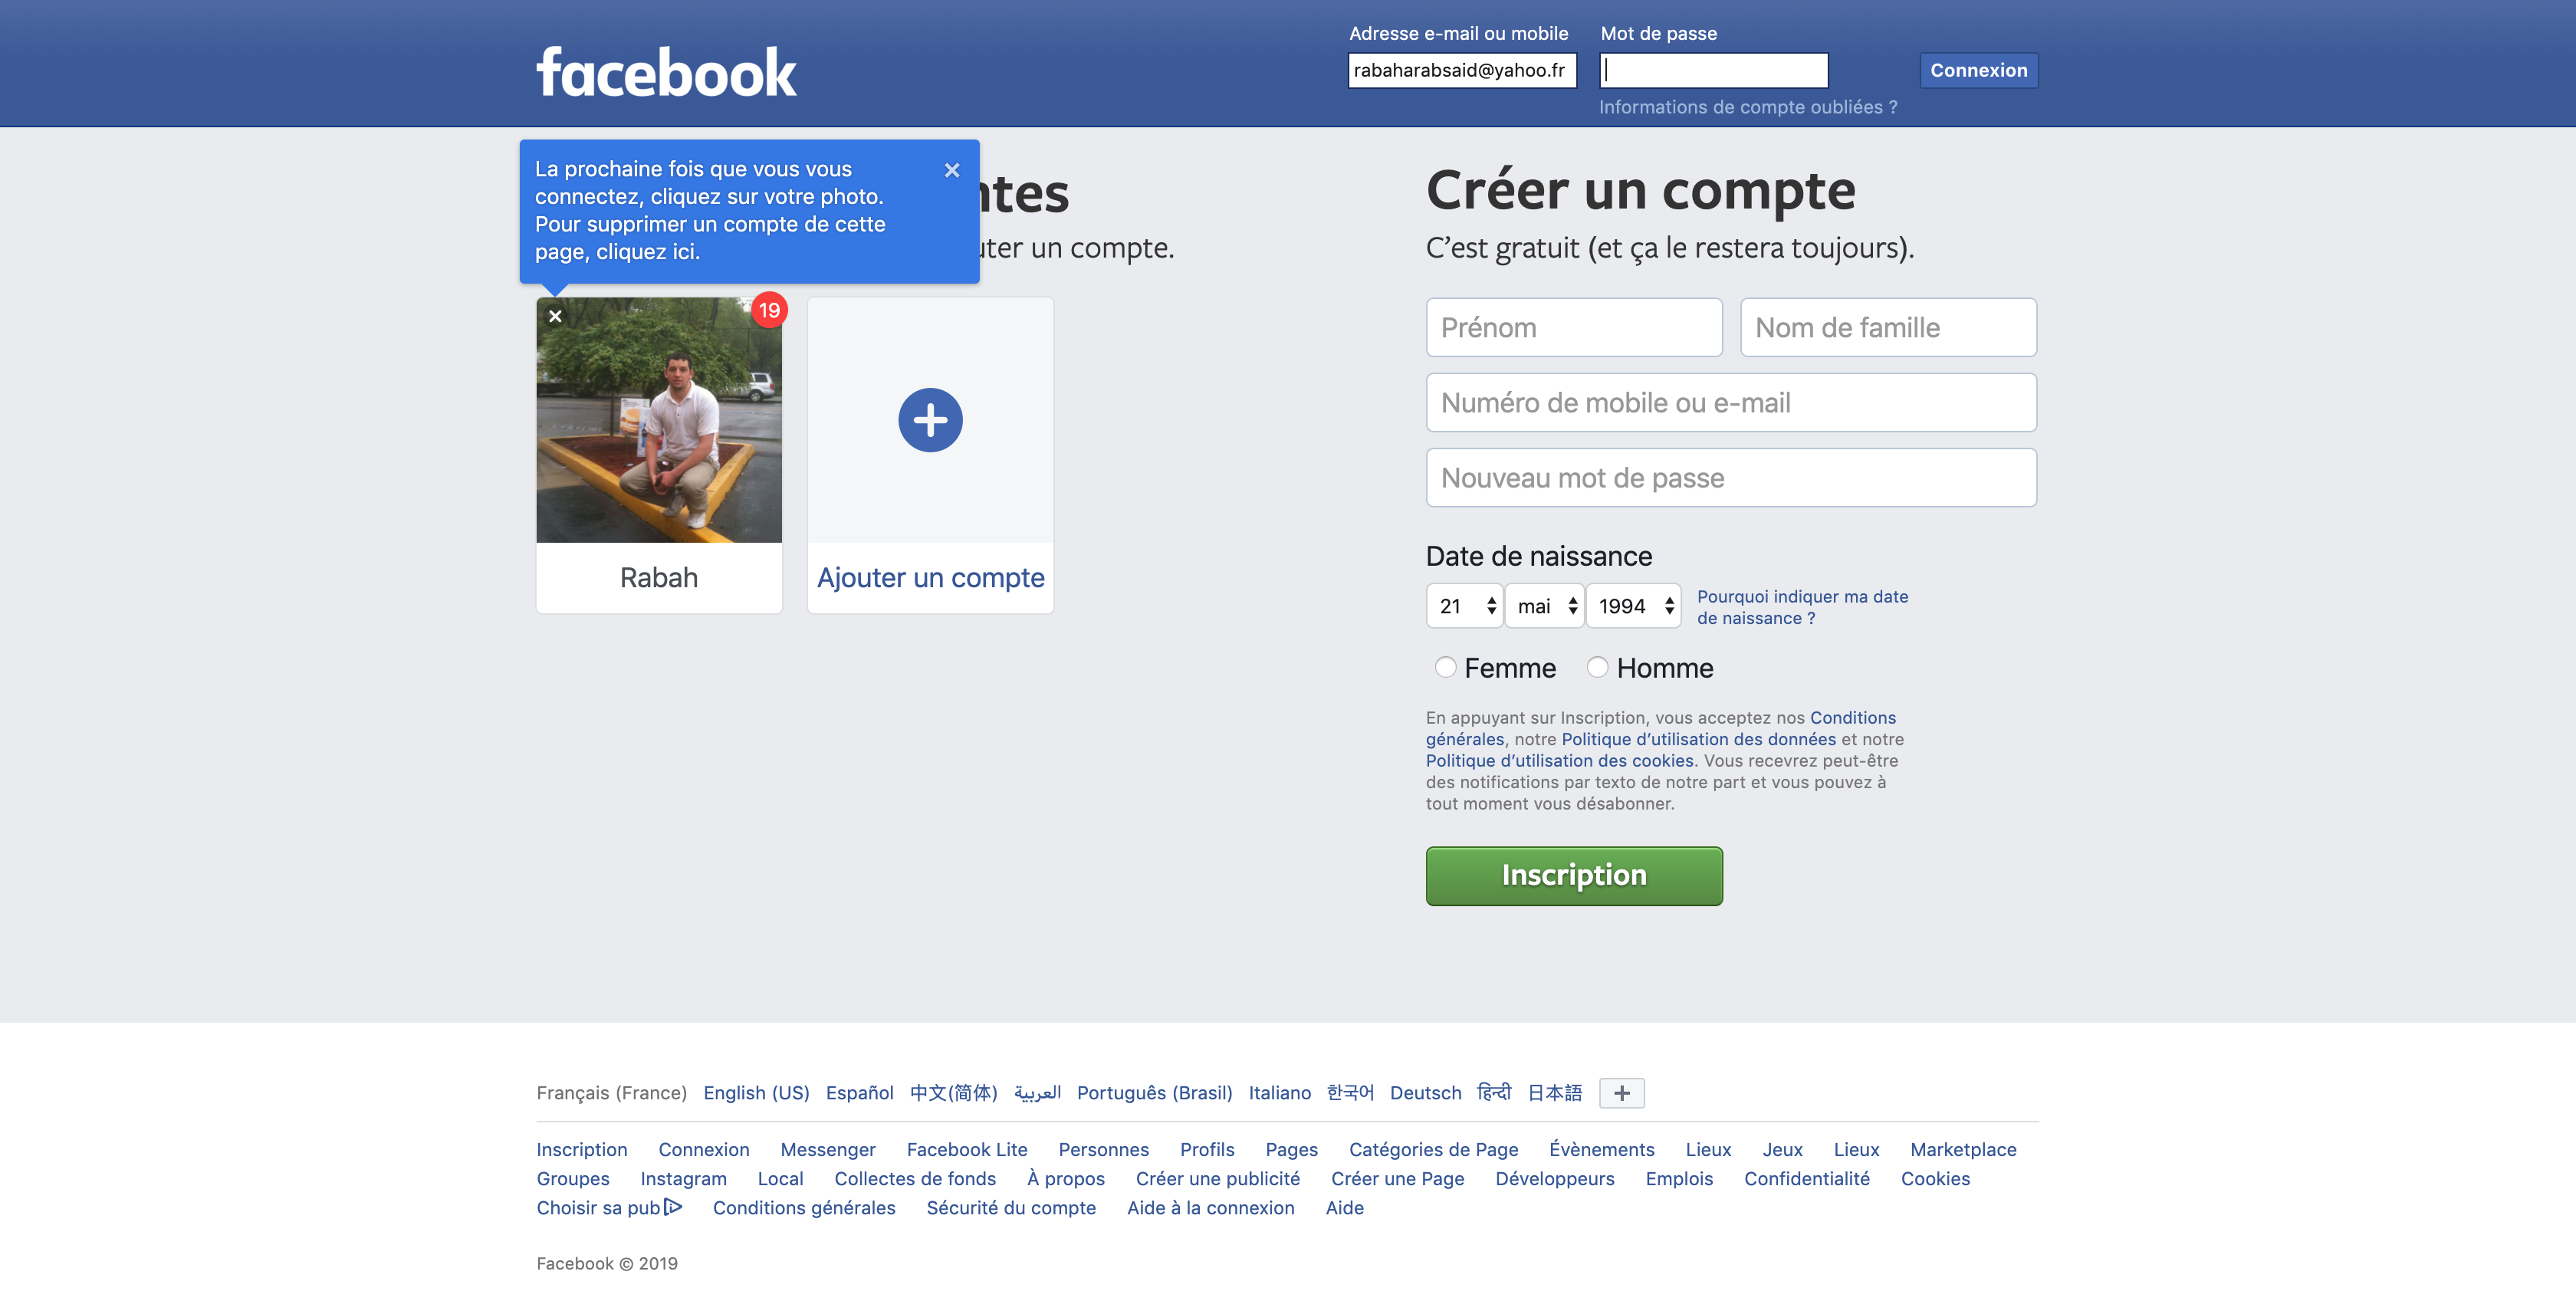 facebook
Adresse e-mail ou mobile
Mot de passe
rabaharabsaid@yahoo.fr
Connexion
Informations de compte oubliées ?
La prochaine fois que vous vous
connectez, cliquez sur votre photo.
Pour supprimer un compte de cette
page, cliquez ici.
ntes
uter un compte.
19
Rabah
Ajouter un compte
Créer un compte
C’est gratuit (et ça le restera toujours).
Prénom
Nom de famille
Numéro de mobile ou e-mail
Nouveau mot de passe
Date de naissance
21 mai 1994
Pourquoi indiquer ma date
de naissance ?
Femme Homme
En appuyant sur Inscription, vous acceptez nos Conditions
générales, notre Politique d’utilisation des données et notre
Politique d’utilisation des cookies. Vous recevrez peut-être
des notifications par texto de notre part et vous pouvez à
tout moment vous désabonner.
Inscription
Français (France) English (US) Español 中文(简体) العربية Português (Brasil) Italiano 한국어 Deutsch हिन्दी 日本語
Inscription Connexion Messenger Facebook Lite Personnes Profils Pages Catégories de Page Évènements Lieux Jeux Lieux Marketplace
Groupes Instagram Local Collectes de fonds À propos Créer une publicité Créer une Page Développeurs Emplois Confidentialité Cookies
Choisir sa pub Conditions générales Sécurité du compte Aide à la connexion Aide
Facebook © 2019